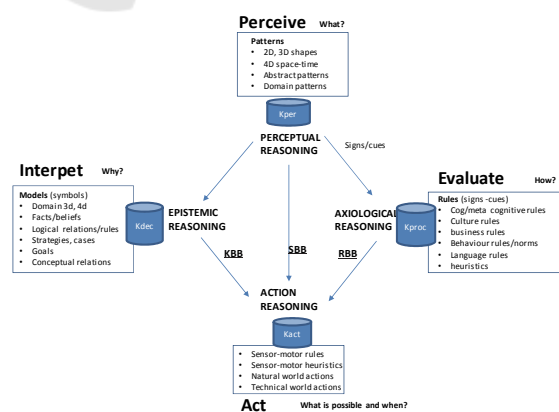 Perceive What?
Patterns
• 2D, 3D shapes
• 4D space-time
• Abstract patterns
• Domain patterns
Kper
PERCEPTUAL
REASONING
Signs/cues
Interpet Why?
Models (symbols)
• Domain 3d, 4d
• Facts/beliefs
• Logical relations/rules
• Strategies, cases
• Goals
• Conceptual relations
Kdec
EPISTEMIC
REASONING
Evaluate How?
Rules (signs -cues)
• Cog/meta cognitive rules
• Culture rules
• business rules
• Behaviour rules/norms
• Language rules
• heuristics
AXIOLOGICAL
REASONING
Kproc
KBB
SBB
RBB
ACTION
REASONING
Kact
• Sensor-motor rules
• Sensor-motor heuristics
• Natural world actions
• Technical world actions
Act What is possible and when?